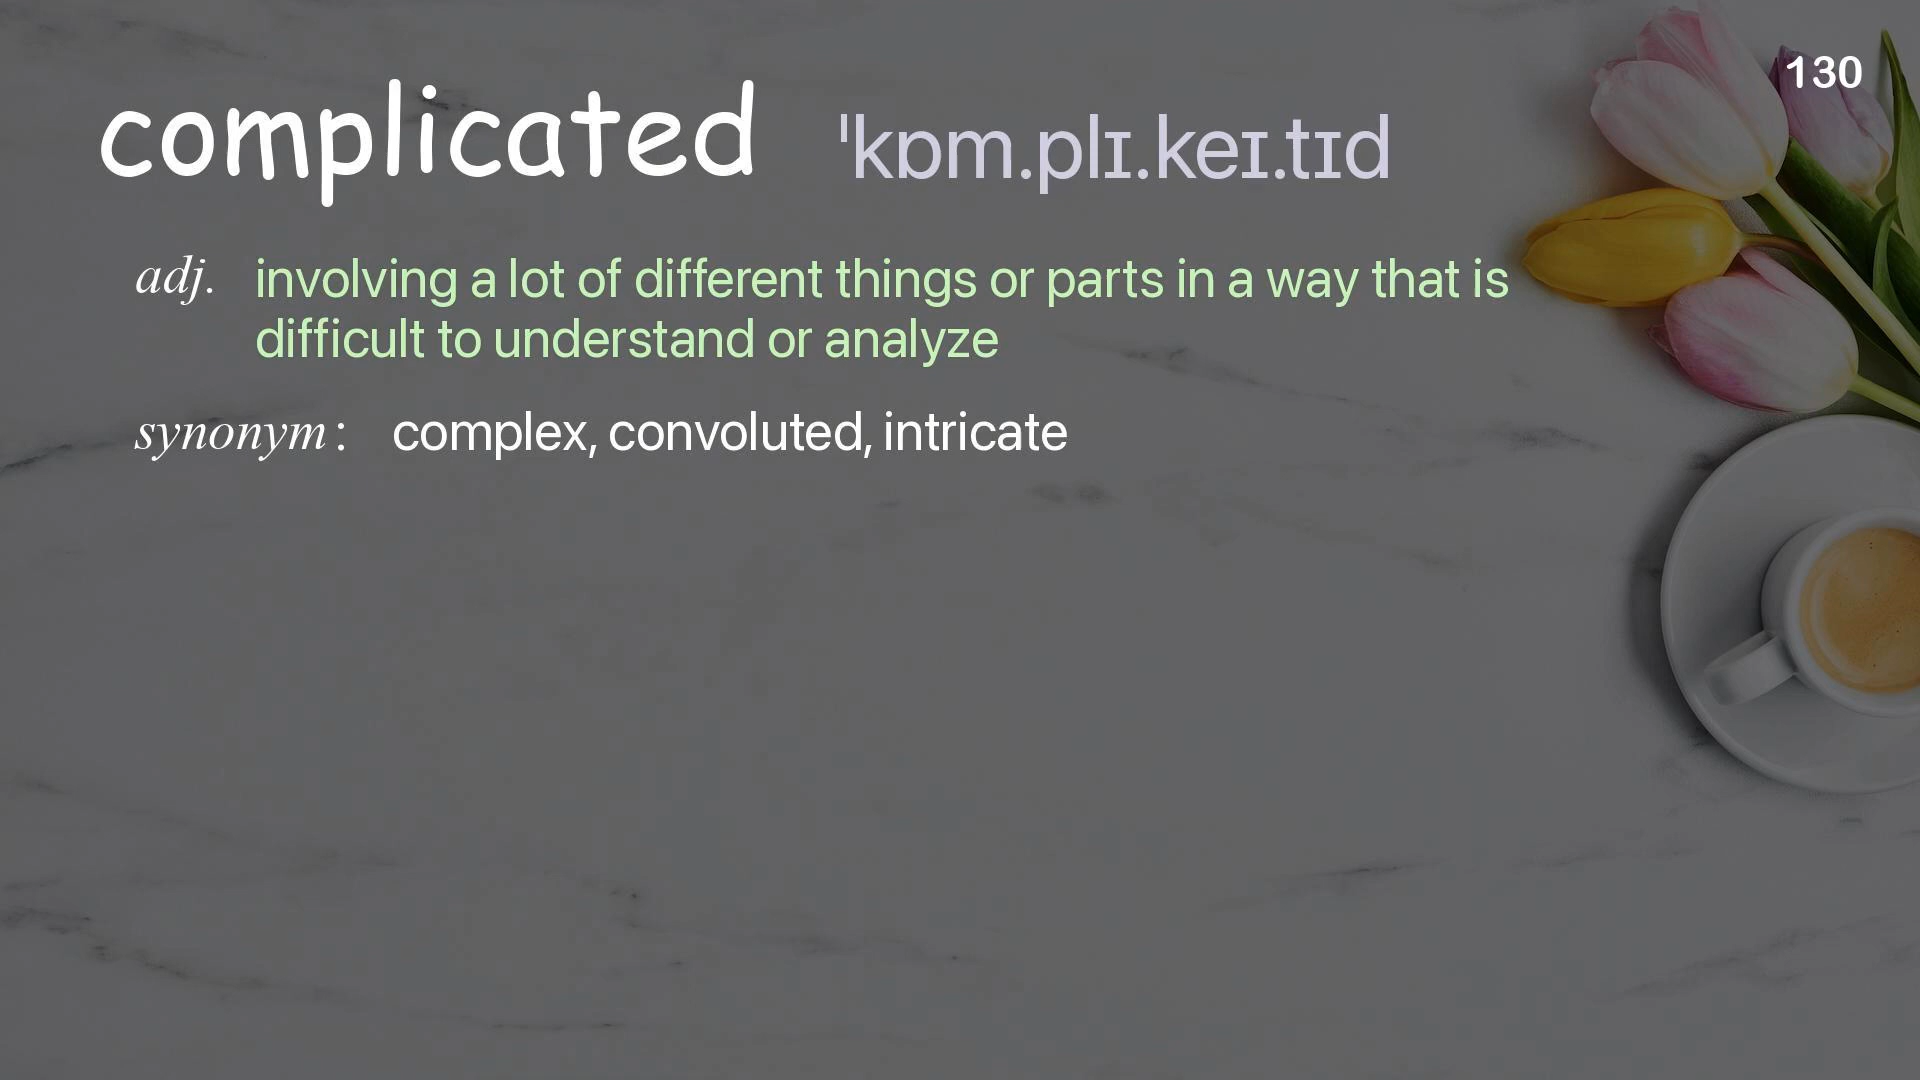 130
complicated ˈkɒm.plɪ.keɪ.tɪd
adj. involving a lot of different things or parts in a way that is
difficult to understand or analyze
synonym: complex, convoluted, intricate